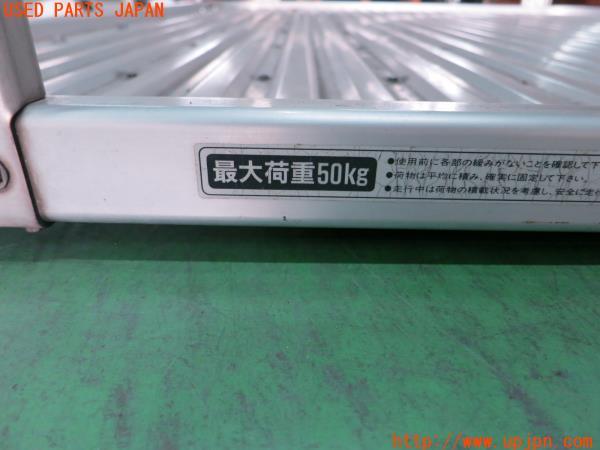 USED PARTS JAPAN
最大荷重50kg
●使用前に各部の緩みがないことを確認して下
●荷物は平均に積み、確実に固定して下さい。
●走行中は荷物の積載状況を考慮し、安全に走行
http://www.upjpn.com/